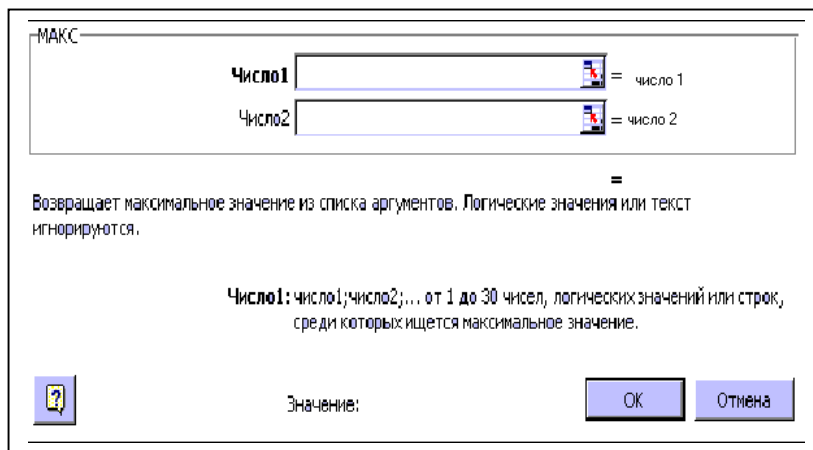 МАКС
Число1 = число 1
Число2 = число 2
=
Возвращает максимальное значение из списка аргументов. Логические значения или текст
игнорируются.
Число1: число1;число2;... от 1 до 30 чисел, логических значений или строк,
среди которых ищется максимальное значение.
? Значение: ОК Отмена